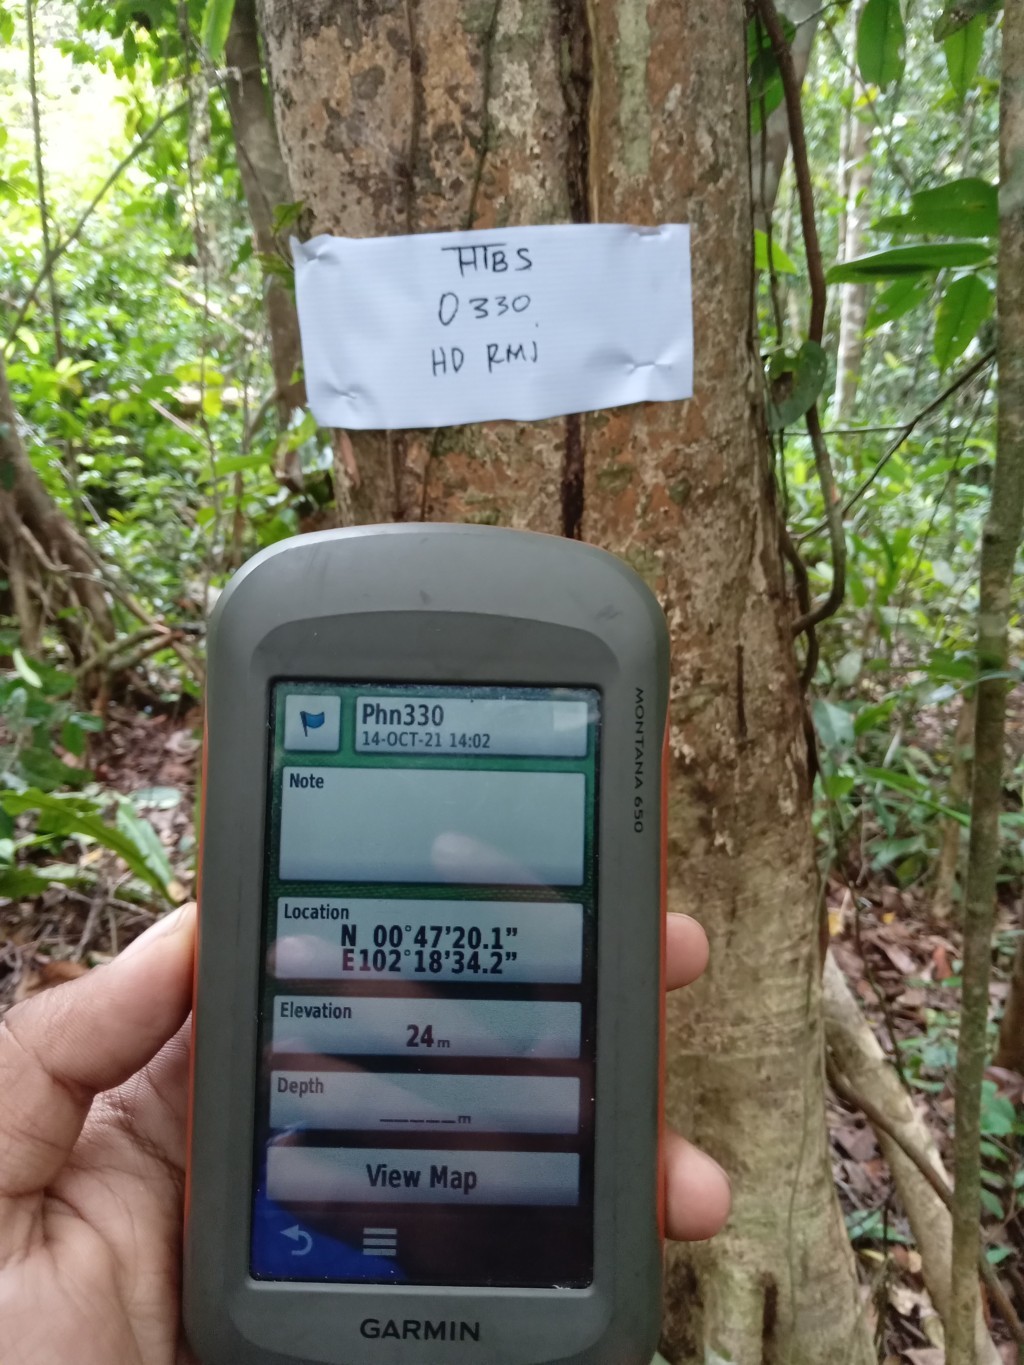 HTBS
0330
HD RMJ
MONTANA 650
Phn330
14-OCT-21 14:02
Note
Location
N 00°47'20.1"
E102°18'34.2"
Elevation
24m
Depth
_____m
View Map
GARMIN